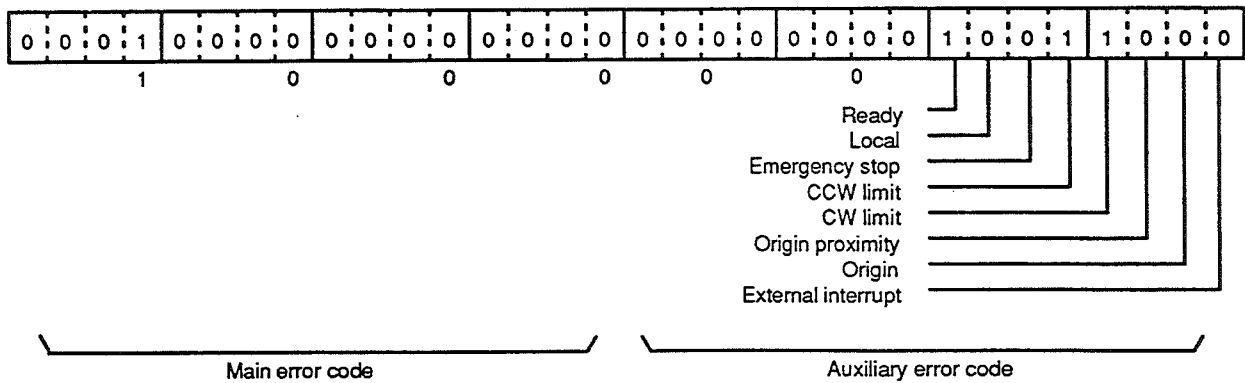 0 0 0 1 0 0 0 0 0 0 0 0 0 0 0 0 0 0 0 0 0 0 0 0 1 0 0 1 1 0 0 0
1 0 0 0 0 0
Ready
Local
Emergency stop
CCW limit
CW limit
Origin proximity
Origin
External interrupt
Main error code Auxiliary error code